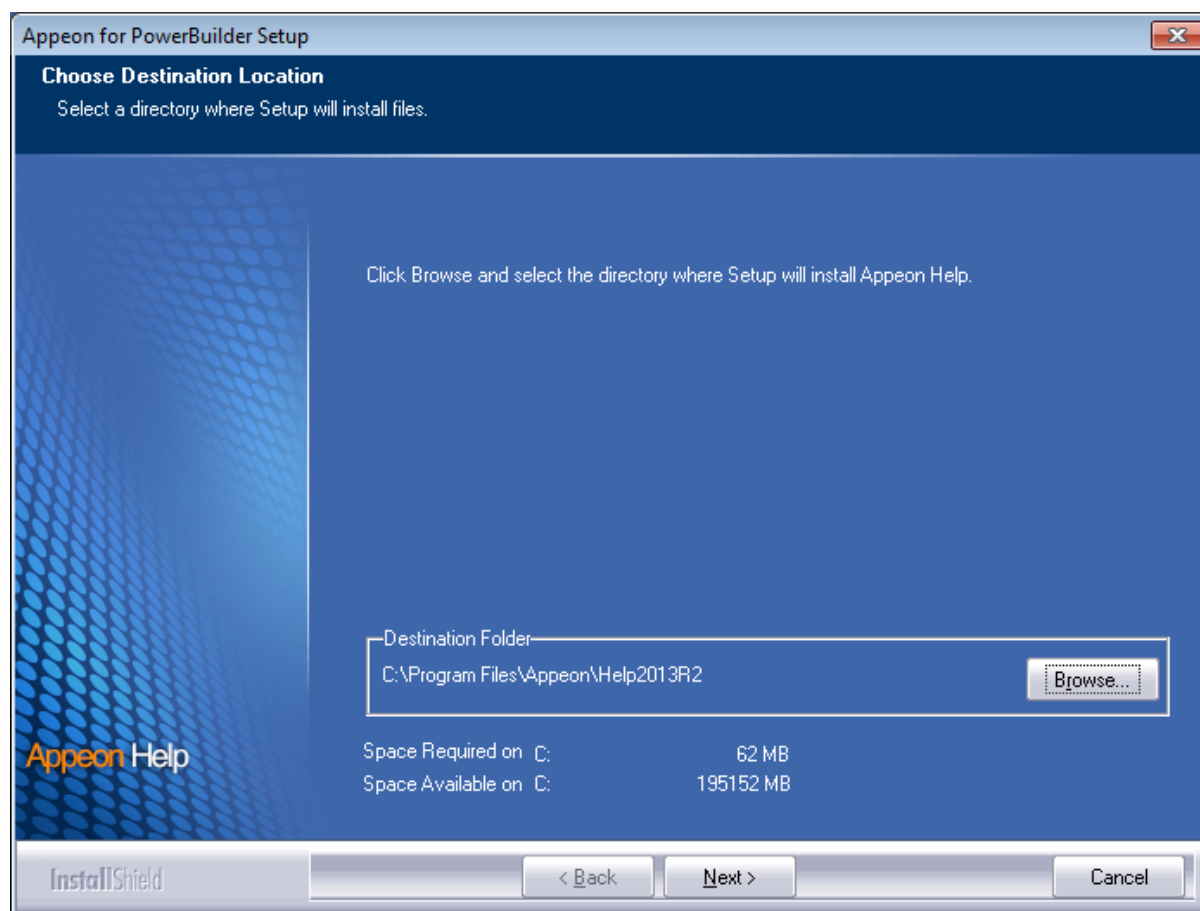 Appeon for PowerBuilder Setup
Choose Destination Location
Select a directory where Setup will install files.
Click Browse and select the directory where Setup will install Appeon Help.
Destination Folder
C:\Program Files\Appeon\Help2013R2
Browse...
Appeon Help
Space Required on C: 62 MB
Space Available on C: 195152 MB
InstallShield
< Back
Next >
Cancel